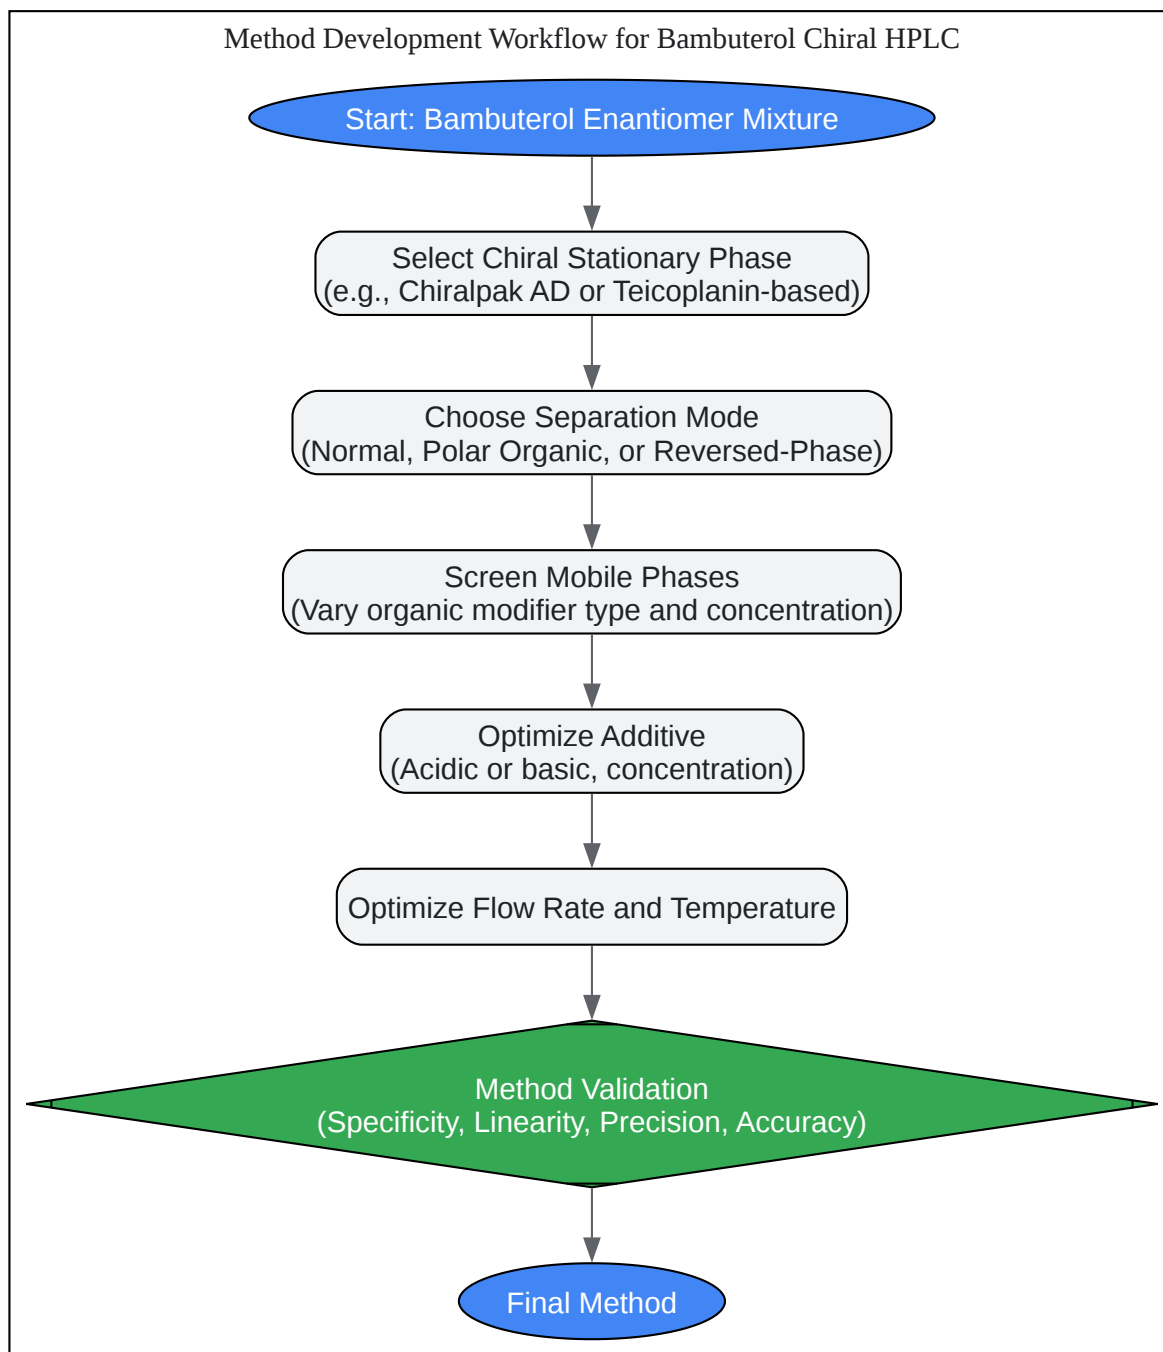 Method Development Workflow for Bambuterol Chiral HPLC
Start: Bambuterol Enantiomer Mixture
Select Chiral Stationary Phase
(e.g., Chiralpak AD or Teicoplanin-based)
Choose Separation Mode
(Normal, Polar Organic, or Reversed-Phase)
Screen Mobile Phases
(Vary organic modifier type and concentration)
Optimize Additive
(Acidic or basic, concentration)
Optimize Flow Rate and Temperature
Method Validation
(Specificity, Linearity, Precision, Accuracy)
Final Method